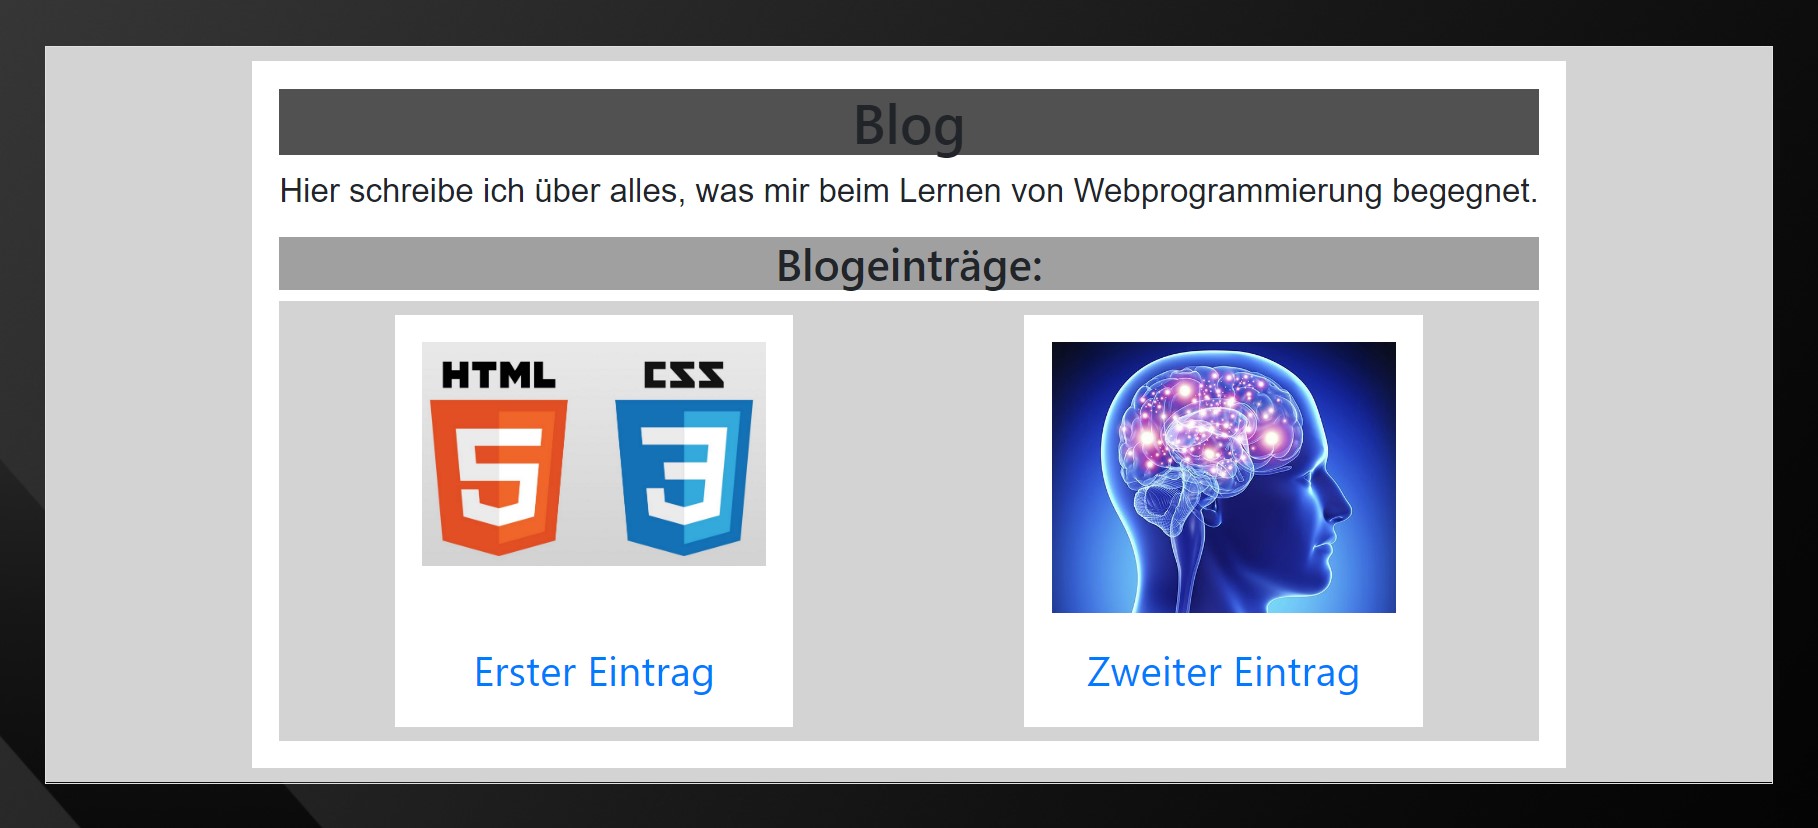 Blog
Hier schreibe ich über alles, was mir beim Lernen von Webprogrammierung begegnet.
Blogeinträge:
HTML CSS
5 3
Erster Eintrag Zweiter Eintrag